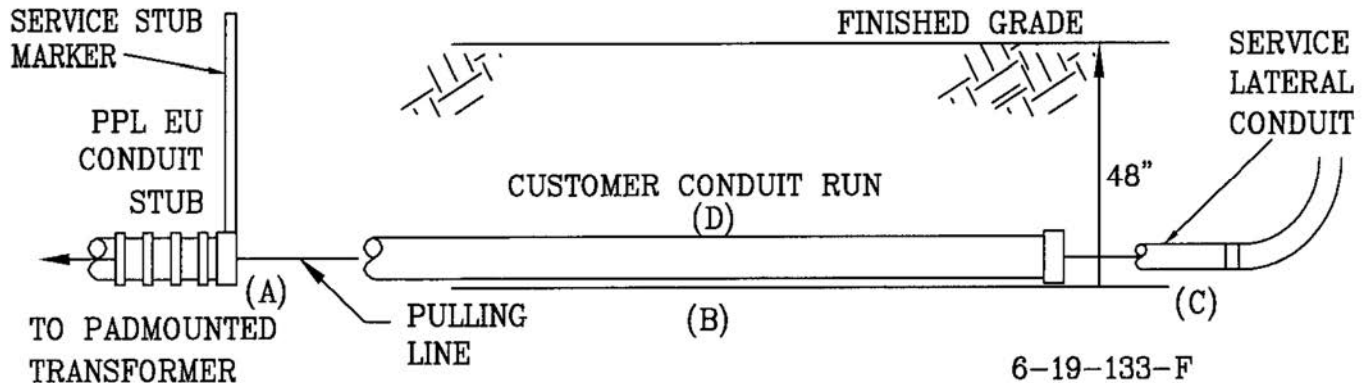 SERVICE STUB
MARKER
PPL EU
CONDUIT
STUB
TO PADMOUNTED
TRANSFORMER
(A)
PULLING
LINE
FINISHED GRADE
CUSTOMER CONDUIT RUN
(D)
(B)
48"
SERVICE
LATERAL
CONDUIT
(C)
6-19-133-F